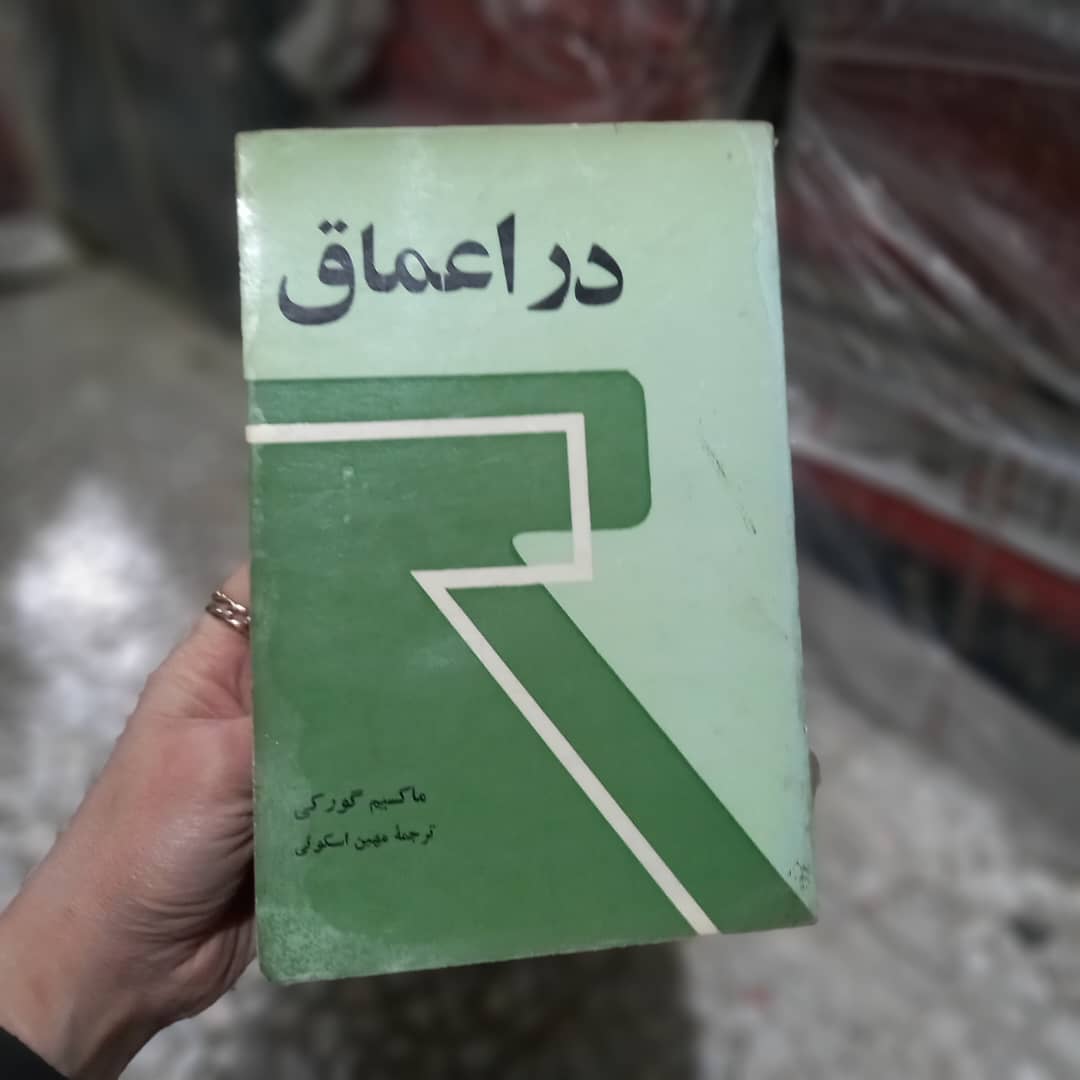 در اعماق
ماکسیم گورکی
ترجمهٔ مهین اسکوئی